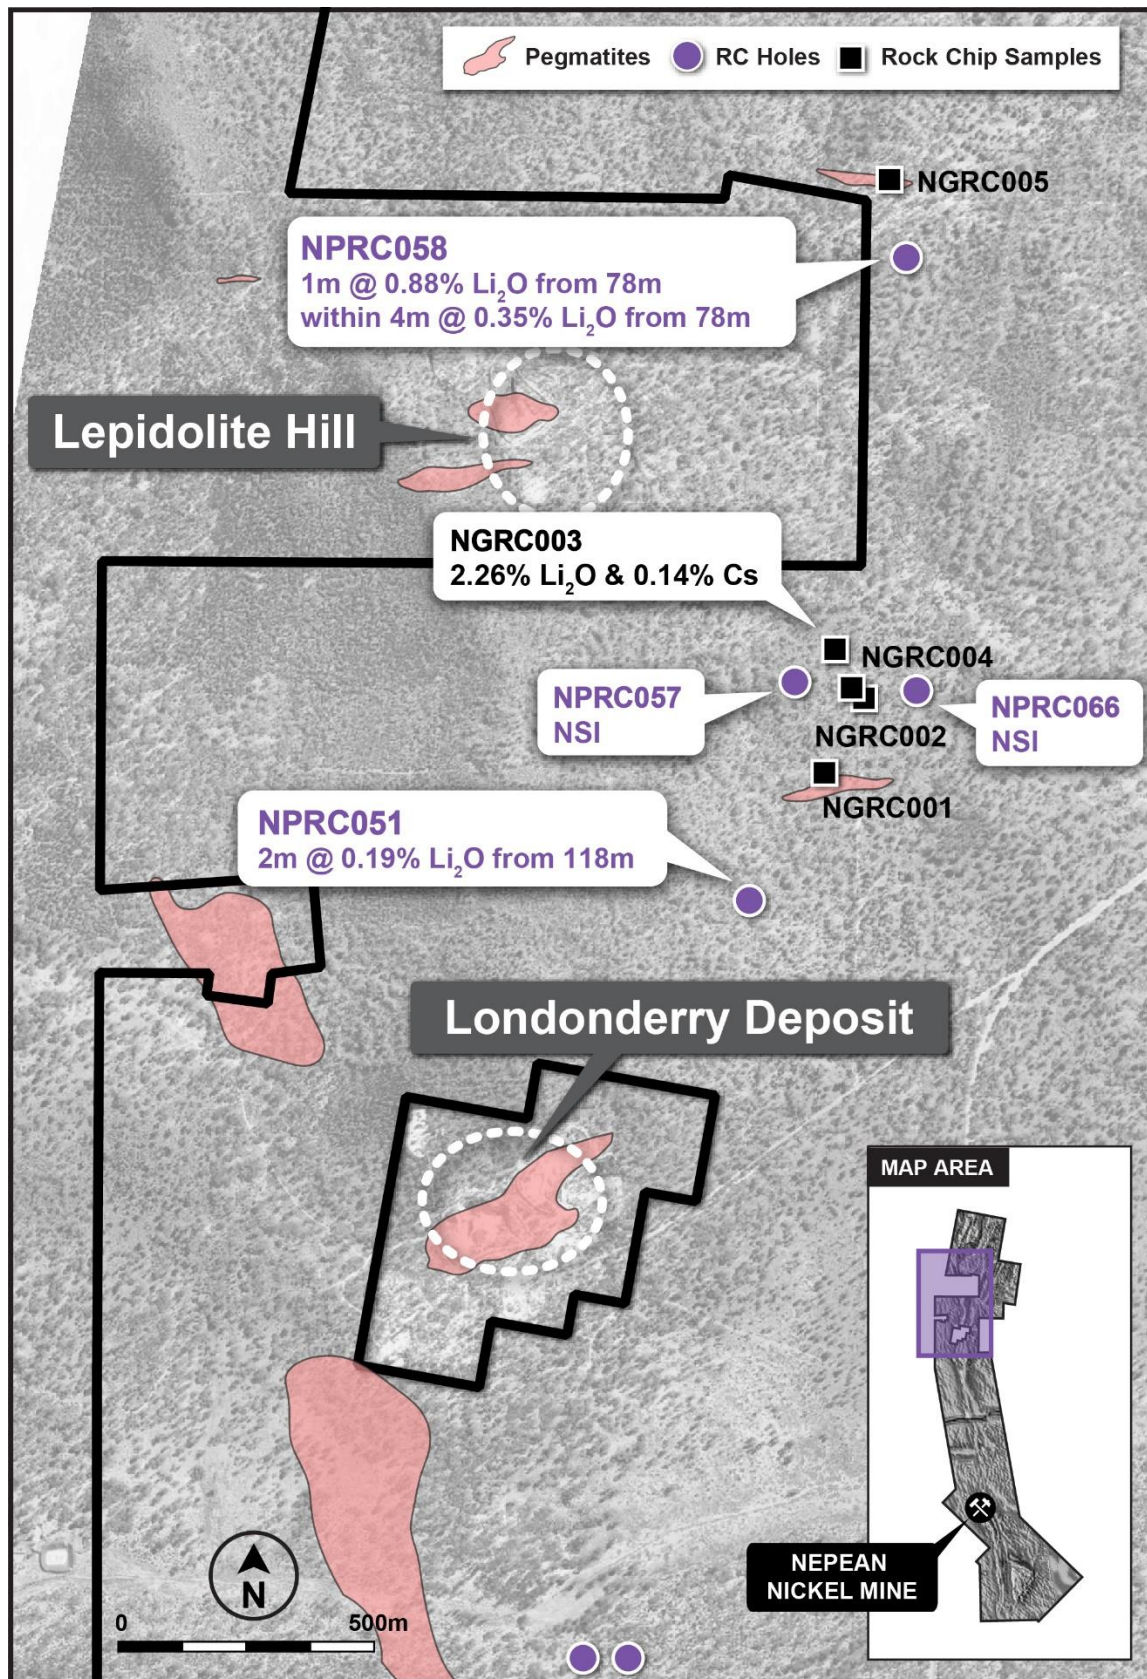 Pegmatites
RC Holes
Rock Chip Samples
NGRC005
NPRC058
1m @ 0.88% Li₂O from 78m
within 4m @ 0.35% Li₂O from 78m
Lepidolite Hill
NGRC003
2.26% Li₂O & 0.14% Cs
NGRC004
NPRC057
NSI
NPRC066
NSI
NGRC002
NGRC001
NPRC051
2m @ 0.19% Li₂O from 118m
Londonderry Deposit
MAP AREA
NEPEAN
NICKEL MINE
N
0
500m